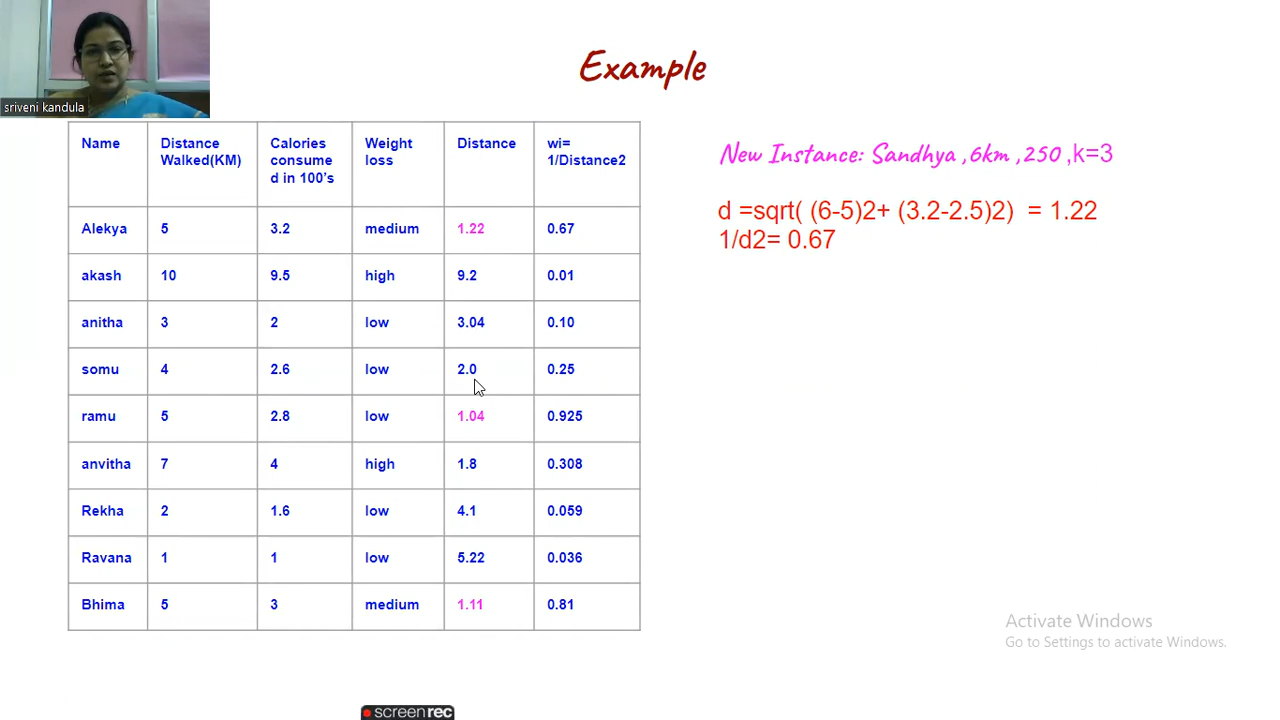 sriveni kandula
Example
Name Distance Walked(KM) Calories consume d in 100's Weight loss Distance wi= 1/Distance2
Alekya 5 3.2 medium 1.22 0.67
akash 10 9.5 high 9.2 0.01
anitha 3 2 low 3.04 0.10
somu 4 2.6 low 2.0 0.25
ramu 5 2.8 low 1.04 0.925
anvitha 7 4 high 1.8 0.308
Rekha 2 1.6 low 4.1 0.059
Ravana 1 1 low 5.22 0.036
Bhima 5 3 medium 1.11 0.81
New Instance: Sandhya ,6km ,250 ,k=3
d =sqrt( (6-5)2+ (3.2-2.5)2) = 1.22
1/d2= 0.67
Activate Windows
Go to Settings to activate Windows.
screenrec